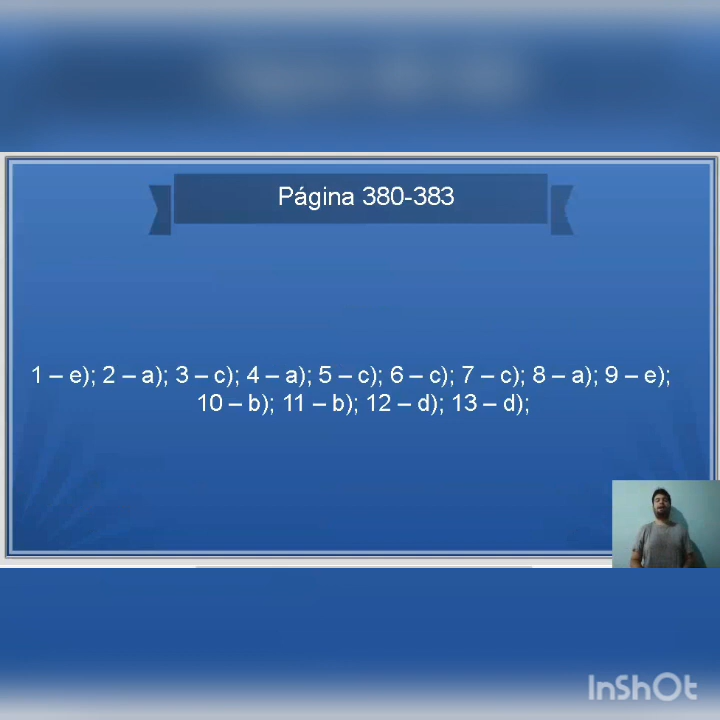 Página 380-383
1 – e); 2 – a); 3 – c); 4 – a); 5 – c); 6 – c); 7 – c); 8 – a); 9 – e);
10 – b); 11 – b); 12 – d); 13 – d);
InShOt